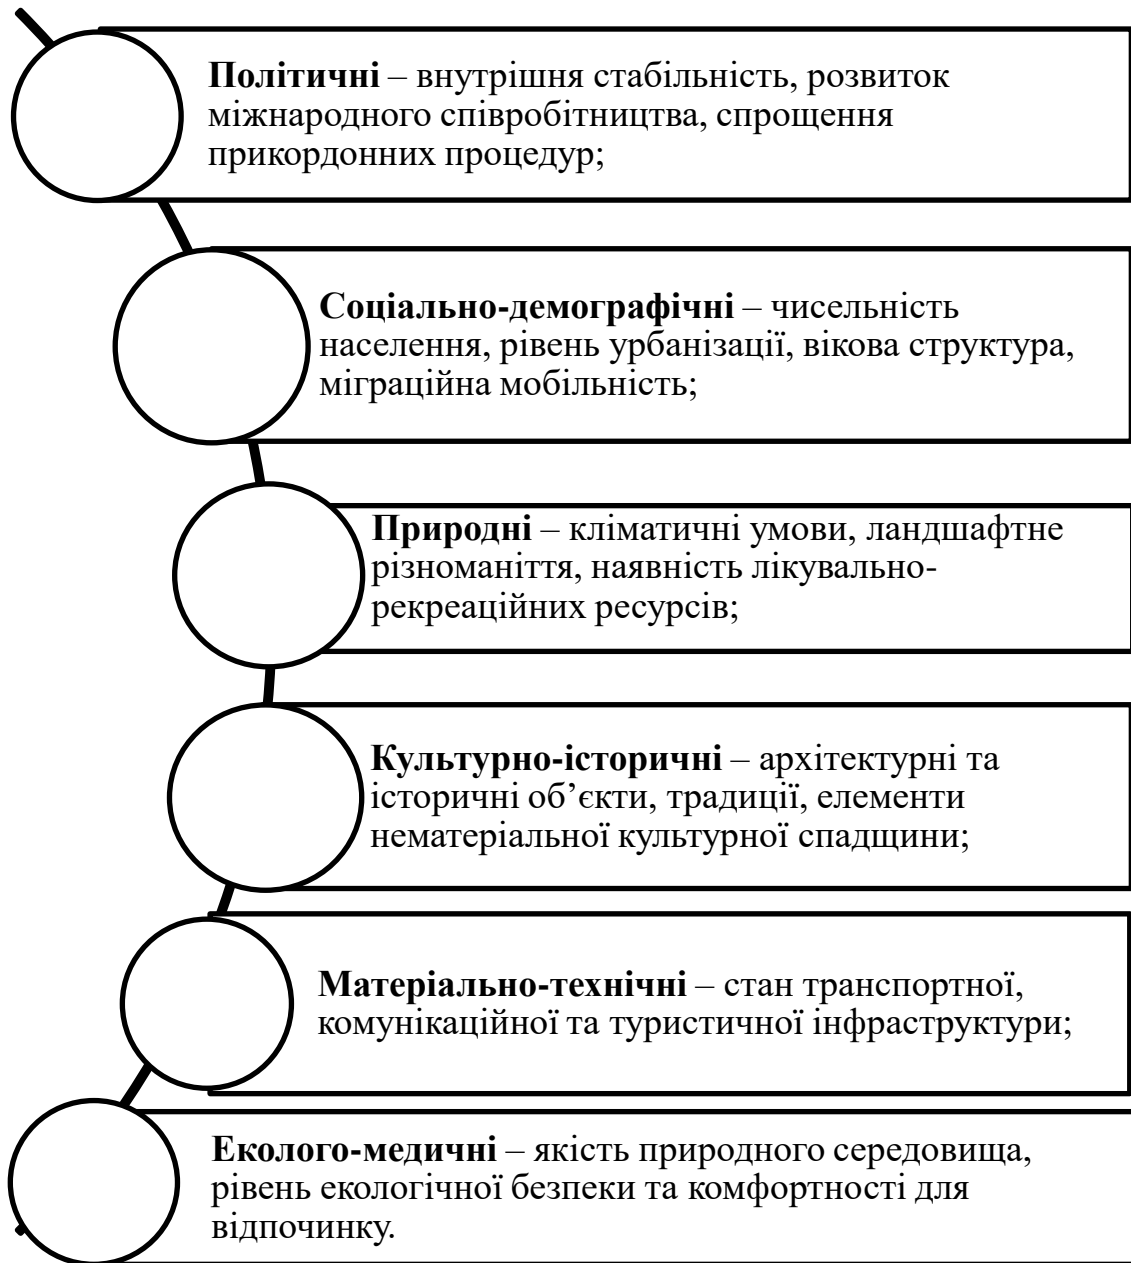 Політичні – внутрішня стабільність, розвиток
міжнародного співробітництва, спрощення
прикордонних процедур;
Соціально-демографічні – чисельність
населення, рівень урбанізації, вікова структура,
міграційна мобільність;
Природні – кліматичні умови, ландшафтне
різноманіття, наявність лікувально-
рекреаційних ресурсів;
Культурно-історичні – архітектурні та
історичні об’єкти, традиції, елементи
нематеріальної культурної спадщини;
Матеріально-технічні – стан транспортної,
комунікаційної та туристичної інфраструктури;
Еколого-медичні – якість природного середовища,
рівень екологічної безпеки та комфортності для
відпочинку.